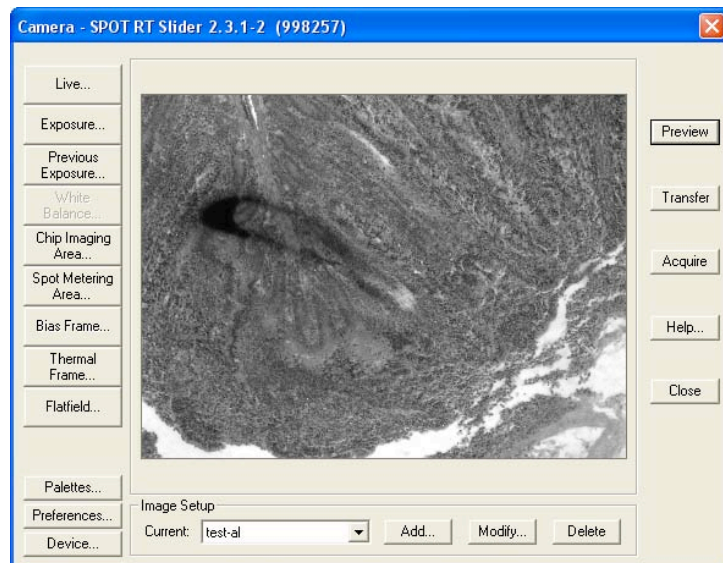 Camera - SPOT RT Slider 2.3.1-2 (998257)
Live...
Exposure...
Previous
Exposure...
White
Balance...
Chip Imaging
Area...
Spot Metering
Area...
Bias Frame...
Thermal
Frame...
Flatfield...
Palettes...
Preferences...
Device...
Image Setup
Current: test-al Add... Modify... Delete
Preview
Transfer
Acquire
Help...
Close